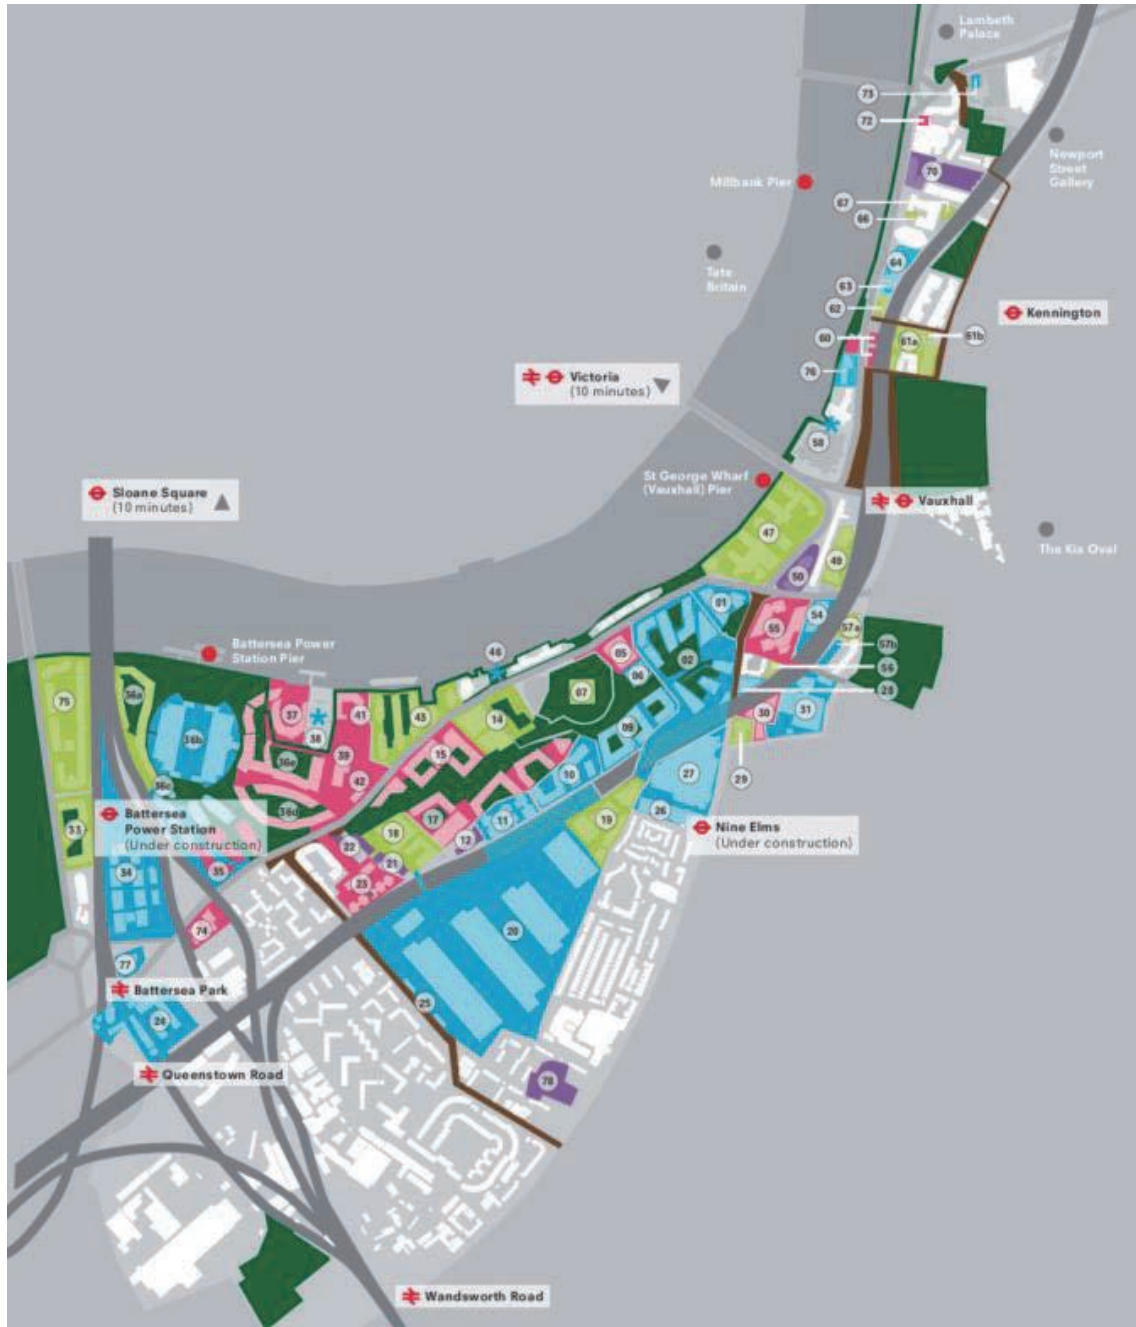 Lambeth
Palace
73
72
Newport
Street
Gallery
70
Millbank Pier
67
66
Tate
Britain
64
63
62
Kennington
60
61a
61b
76
Victoria
(10 minutes)
58
St George Wharf
(Vauxhall) Pier
Sloane Square
(10 minutes)
Vauxhall
47
The Kia Oval
50
01
55
54
57a
57b
Battersea Power
Station Pier
46
05
02
06
56
28
75
36a
07
37
41
43
14
30
31
36b
38
09
39
15
36e
42
10
27
29
36c
36d
Battersea
Power Station
(Under construction)
33
17
11
19
26
Nine Elms
(Under construction)
18
12
22
21
34
35
23
74
20
77
Battersea Park
25
24
Queenstown Road
78
Wandsworth Road